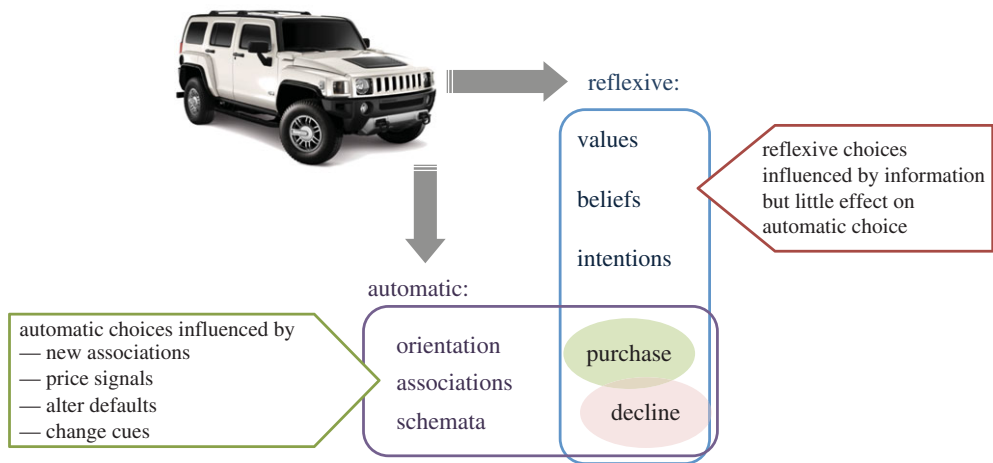 reflexive:
values
beliefs
intentions
reflexive choices
influenced by information
but little effect on
automatic choice
automatic:
orientation
associations
schemata
purchase
decline
automatic choices influenced by
— new associations
— price signals
— alter defaults
— change cues